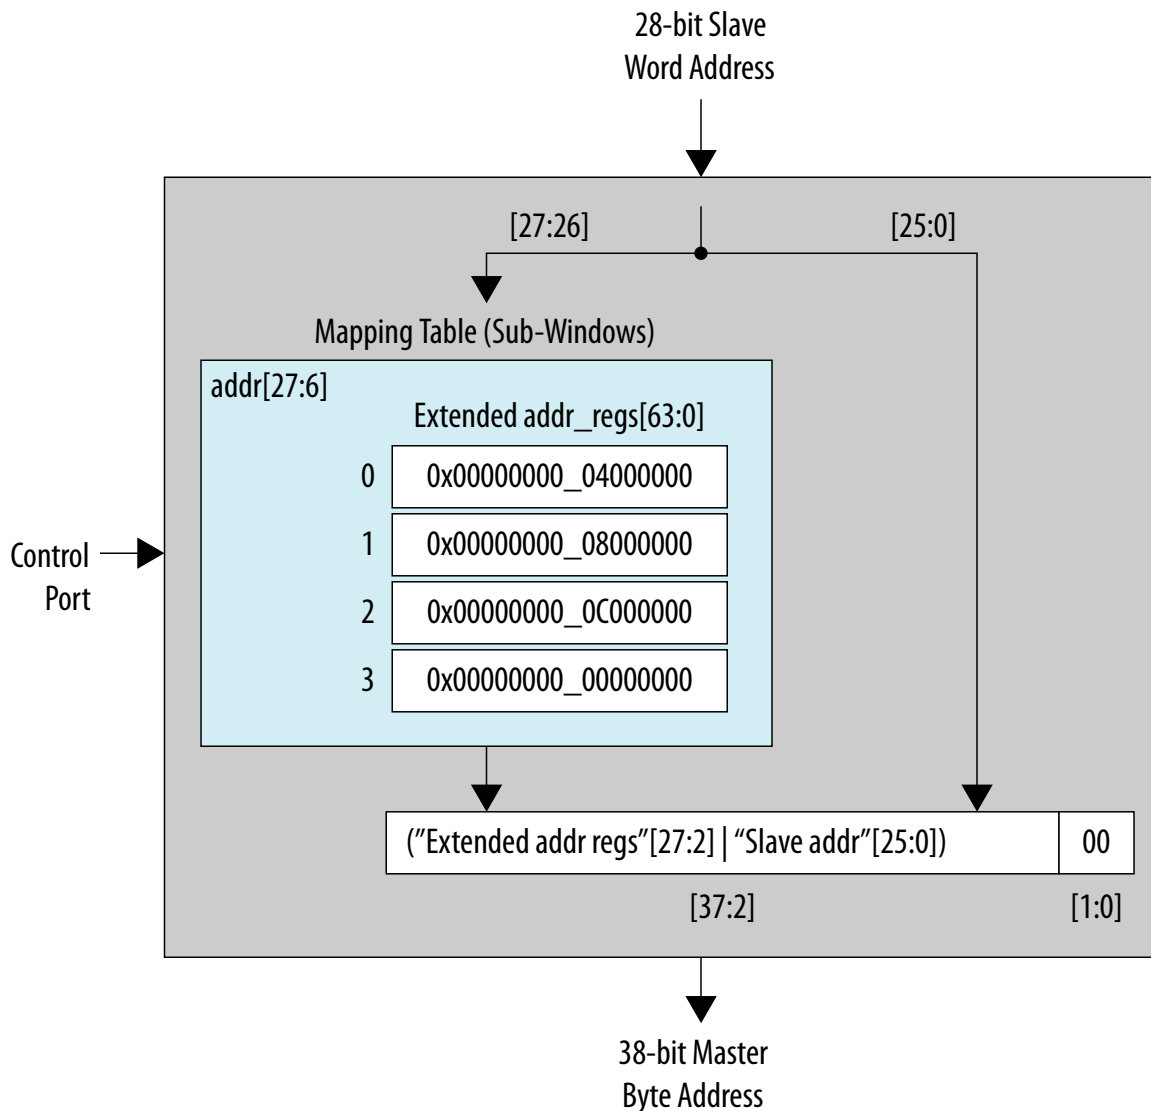 28-bit Slave
Word Address
[27:26]
[25:0]
Mapping Table (Sub-Windows)
addr[27:6]
Extended addr_regs[63:0]
0 0x00000000_04000000
1 0x00000000_08000000
2 0x00000000_0C000000
3 0x00000000_00000000
Control
Port
(”Extended addr regs”[27:2] | “Slave addr”[25:0]) 00
[37:2] [1:0]
38-bit Master
Byte Address